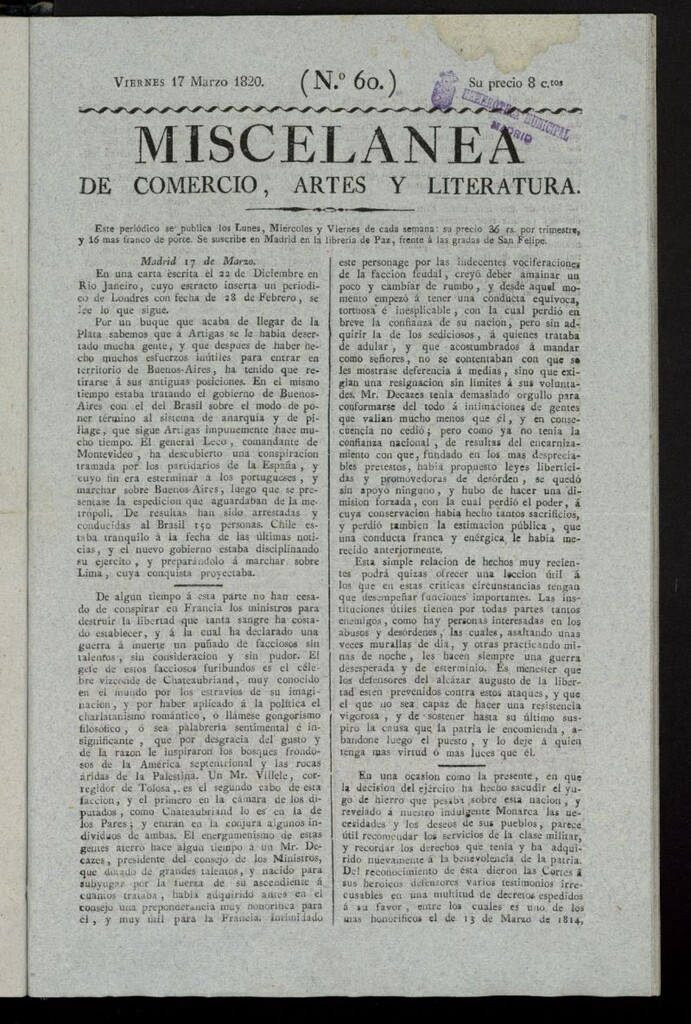 VIERNES 17 MARZO 1820. (N.º 60.) Su precio 8 c.tos
HEMEROTECA MUNICIPAL
MADRID
MISCELANEA
DE COMERCIO, ARTES Y LITERATURA.
Este periódico se publica los Lunes, Miercoles y Viernes de cada semana: su precio 36 rs. por trimestre,
y 16 mas franco de porte. Se suscribe en Madrid en la libreria de Paz, frente á las gradas de San Felipe.
Madrid 17 de Marzo.
En una carta escrita el 22 de Diciembre en
Rio Janeiro, cuyo estracto inserta un periodi-
co de Londres con fecha de 28 de Febrero, se
lee lo que sigue.
Por un buque que acaba de llegar de la
Plata sabemos que á Artigas se le habia deser-
tado mucha gente, y que despues de haber he-
cho muchos esfuerzos inútiles para entrar en
territorio de Buenos-Aires, ha tenido que re-
tirarse á sus antiguas posiciones. En el mismo
tiempo estaba tratando el gobierno de Buenos-
Aires con el del Brasil sobre el modo de po-
ner término al sistema de anarquía y de pi-
llage, que sigue Artigas impunemente hace mu-
cho tiempo. El general Leco, comandante de
Montevideo, ha descubierto una conspiracion
tramada por los partidarios de la España, y
cuyo fin era esterminar á los portugueses, y
marchar sobre Buenos-Aires, luego que se pre-
sentase la espedicion que aguardaban de la me-
trópoli. De resultas han sido arrestadas y
conducidas al Brasil 150 personas. Chile es-
taba tranquilo á la fecha de las últimas noti-
cias, y el nuevo gobierno estaba disciplinando
su ejército, y preparándolo á marchar sobre
Lima, cuya conquista proyectaba.
De algun tiempo á esta parte no han cesa-
do de conspirar en Francia los ministros para
destruir la libertad que tanta sangre ha costa-
do establecer, y á la cual ha declarado una
guerra á muerte un puñado de facciosos sin
talentos, sin consideracion y sin pudor. El
gefe de estos facciosos furibundos es el céle-
bre vizconde de Chateaubriand, muy conocido
en el mundo por los estravios de su imagi-
nacion, y por haber aplicado á la política el
charlatanismo romántico, ó llámese gongorismo
filosófico, ó sea palabrería sentimental é in-
significante, que por desgracia del gusto y
de la razon le inspiraron los bosques frondo-
sos de la América septentrional y las rocas
áridas de la Palestina. Un Mr. Villele, cor-
regidor de Tolosa, es el segundo cabo de esta
faccion, y el primero en la cámara de los di-
putados, como Chateaubriand lo es en la de
los Pares; y entran en la conjura algunos in-
dividuos de ambas. El energumenismo de estas
gentes aterró hace algun tiempo á un Mr. De-
cazes, presidente del consejo de los Ministros,
que dotado de grandes talentos, y nacido para
subyugar por la fuerza de su ascendiente á
cuantos trataba, habia adquirido antes en el
consejo una preponderancia muy honorífica para
él, y muy útil para la Francia. Intimidado
este personage por las indecentes vociferaciones
de la faccion feudal, creyó deber amainar un
poco y cambiar de rumbo, y desde aquel mo-
mento empezó á tener una conducta equívoca,
tortuosa é inesplicable, con la cual perdió en
breve la confianza de su nacion, pero sin ad-
quirir la de los sediciosos, á quienes trataba
de adular, y que acostumbrados á mandar
como señores, no se contentaban con que se
les mostrase deferencia á medias, sino que exi-
gian una resignacion sin límites á sus volunta-
des. Mr. Decazes tenia demasiado orgullo para
conformarse del todo á intimaciones de gentes
que valian mucho menos que él, y en conse-
cuencia no cedió; pero como ya no tenia la
confianza nacional, de resultas del encarniza-
miento con que, fundado en los mas desprecia-
bles pretestos, habia propuesto leyes liberti­ci-
das y promovedoras de desórden, se quedó
sin apoyo ninguno, y hubo de hacer una di-
mision forzada, con la cual perdió el poder, á
cuya conservacion habia hecho tantos sacrificios,
y perdió tambien la estimacion pública, que
una conducta franca y enérgica le habia me-
recido anteriormente.
Esta simple relacion de hechos muy recien-
tes podrá quizas ofrecer una leccion útil á
los que en estas críticas circunstancias tengan
que desempeñar funciones importantes. Las ins-
tituciones útiles tienen por todas partes tantos
enemigos, como hay personas interesadas en los
abusos y desórdenes, las cuales, asaltando unas
veces murallas de dia, y otras practicando mi-
nas de noche, les hacen siempre una guerra
desesperada y de esterminio. Es menester que
los defensores del alcázar augusto de la liber-
tad esten prevenidos contra estos ataques, y que
el que no sea capaz de hacer una resistencia
vigorosa, y de sostener hasta su último sus-
piro la causa que la patria le encomienda, a-
bandone luego el puesto, y lo deje á quien
tenga mas virtud ó mas luces que él.
En una ocasion como la presente, en que
la decision del ejército ha hecho sacudir el yu-
go de hierro que pesaba sobre esta nacion, y
revelado á nuestro indulgente Monarca las ne-
cesidades y los deseos de sus pueblos, parece
útil recomendar los servicios de la clase militar,
y recordar los derechos que tenia y ha adqui-
rido nuevamente á la benevolencia de la patria.
Del reconocimiento de ésta dieron las Cortes á
sus heroicos defensores varios testimonios irre-
cusables en una multitud de decretos espedidos
á su favor, entre los cuales es uno de los
mas honoríficos el de 13 de Marzo de 1814,